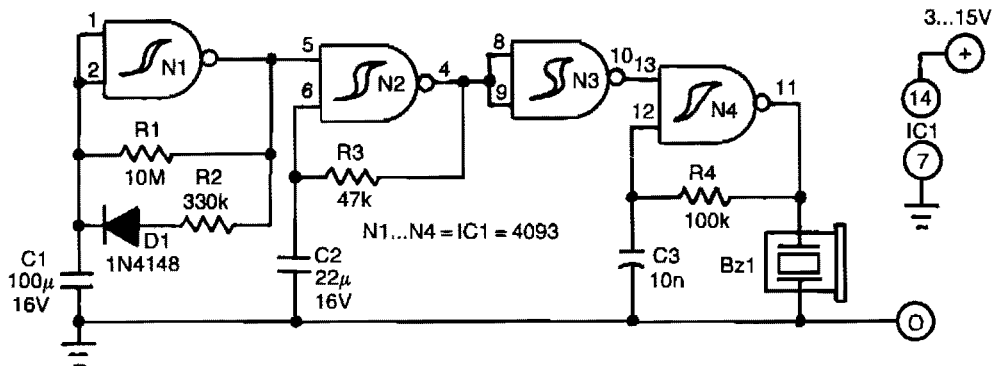 1
2
N1
R1
10M
R2
330k
D1
1N4148
C1
100µ
16V
5
6
N2
4
R3
47k
C2
22µ
16V
N1...N4 = IC1 = 4093
8
9
N3
10
13
12
N4
11
R4
100k
C3
10n
Bz1
3...15V
+
14
IC1
7
0